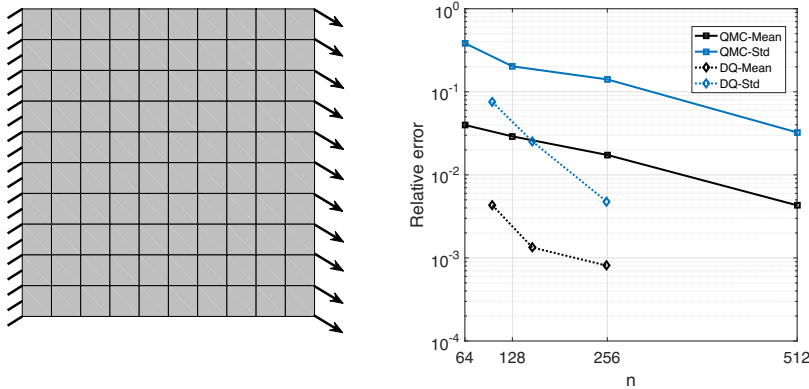 10^0
10^-1
10^-2
10^-3
10^-4
Relative error
QMC-Mean
QMC-Std
DQ-Mean
DQ-Std
64 128 256 512
n